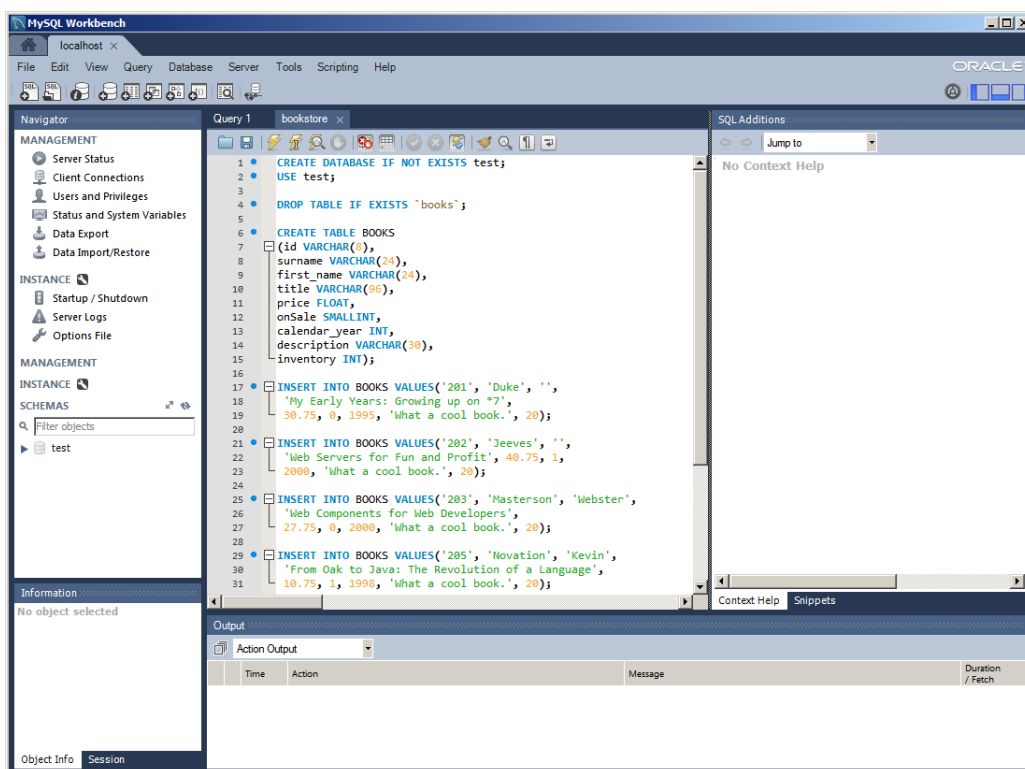 MySQL Workbench
localhost
File Edit View Query Database Server Tools Scripting Help
ORACLE
Navigator
MANAGEMENT
Server Status
Client Connections
Users and Privileges
Status and System Variables
Data Export
Data Import/Restore
INSTANCE
Startup / Shutdown
Server Logs
Options File
MANAGEMENT
INSTANCE
SCHEMAS
Filter objects
test
Information
No object selected
Object Info Session
Query 1 bookstore
1 CREATE DATABASE IF NOT EXISTS test;
2 USE test;
3
4 DROP TABLE IF EXISTS `books`;
5
6 CREATE TABLE BOOKS
7 (id VARCHAR(8),
8 surname VARCHAR(24),
9 first_name VARCHAR(24),
10 title VARCHAR(96),
11 price FLOAT,
12 onSale SMALLINT,
13 calendar_year INT,
14 description VARCHAR(30),
15 inventory INT);
16
17 INSERT INTO BOOKS VALUES('201', 'Duke', '',
18 'My Early Years: Growing up on *7',
19 30.75, 0, 1995, 'What a cool book.', 20);
20
21 INSERT INTO BOOKS VALUES('202', 'Jeeves', '',
22 'Web Servers for Fun and Profit', 40.75, 1,
23 2000, 'What a cool book.', 20);
24
25 INSERT INTO BOOKS VALUES('203', 'Masterson', 'Webster',
26 'Web Components for Web Developers',
27 27.75, 0, 2000, 'What a cool book.', 20);
28
29 INSERT INTO BOOKS VALUES('205', 'Novation', 'Kevin',
30 'From Oak to Java: The Revolution of a Language',
31 10.75, 1, 1998, 'What a cool book.', 20);
SQL Additions
Jump to
No Context Help
Context Help Snippets
Output
Action Output
Time Action Message Duration / Fetch